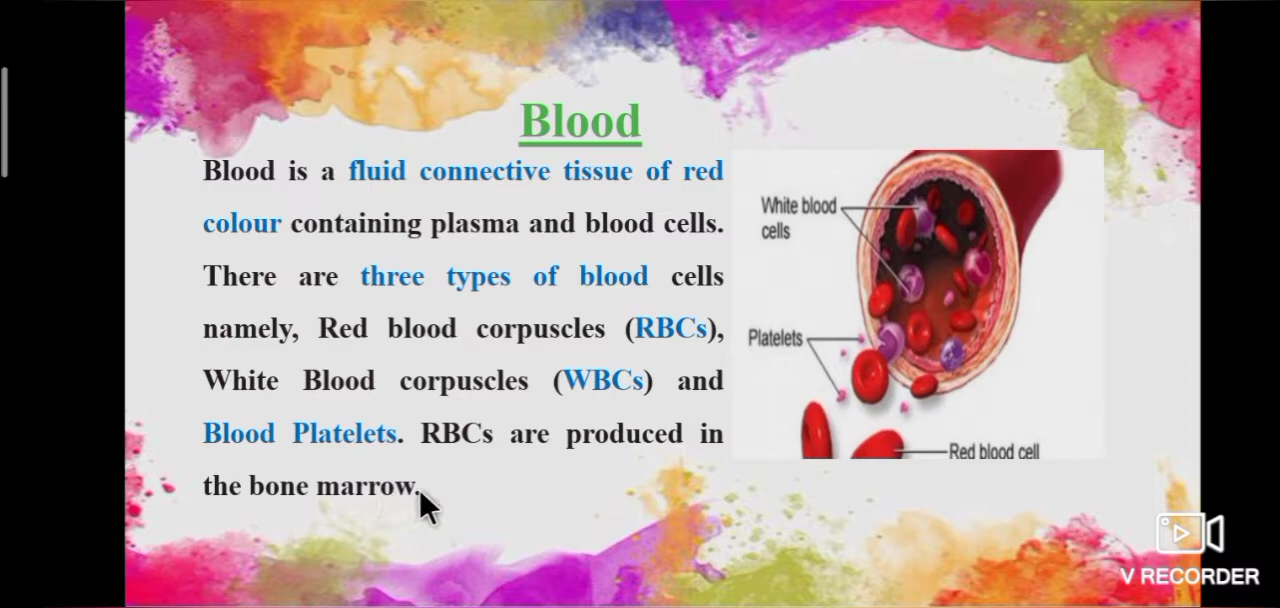 Blood
Blood is a fluid connective tissue of red
colour containing plasma and blood cells.
There are three types of blood cells
namely, Red blood corpuscles (RBCs),
White Blood corpuscles (WBCs) and
Blood Platelets. RBCs are produced in
the bone marrow.
White blood
cells
Platelets
Red blood cell
V RECORDER